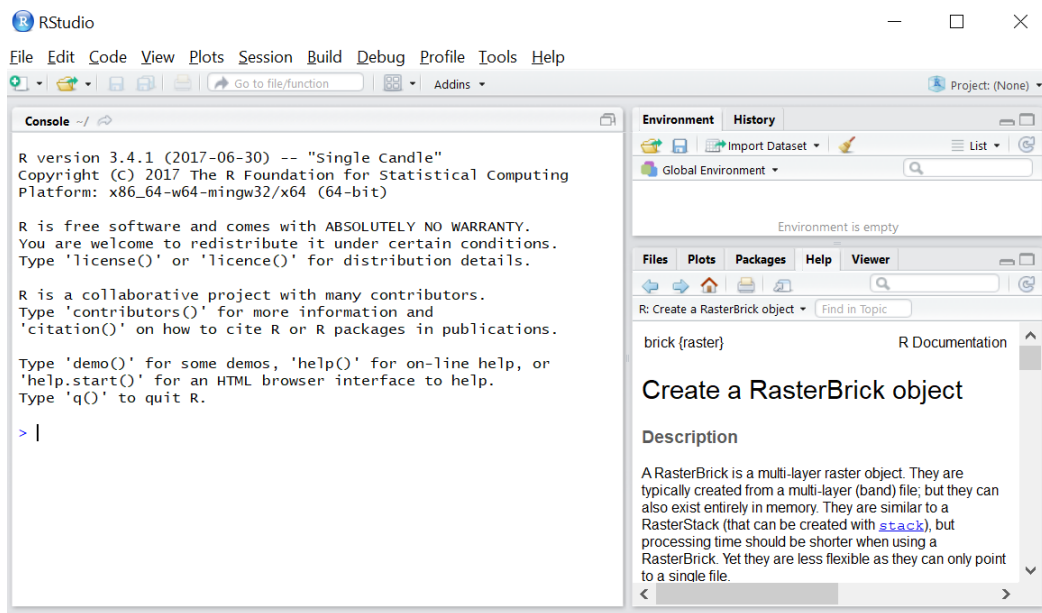 RStudio
File Edit Code View Plots Session Build Debug Profile Tools Help
Go to file/function Addins Project: (None)
Console ~/
R version 3.4.1 (2017-06-30) -- "Single Candle"
Copyright (C) 2017 The R Foundation for Statistical Computing
Platform: x86_64-w64-mingw32/x64 (64-bit)
R is free software and comes with ABSOLUTELY NO WARRANTY.
You are welcome to redistribute it under certain conditions.
Type 'license()' or 'licence()' for distribution details.
R is a collaborative project with many contributors.
Type 'contributors()' for more information and
'citation()' on how to cite R or R packages in publications.
Type 'demo()' for some demos, 'help()' for on-line help, or
'help.start()' for an HTML browser interface to help.
Type 'q()' to quit R.
>
Environment History
Import Dataset List
Global Environment
Environment is empty
Files Plots Packages Help Viewer
R: Create a RasterBrick object Find in Topic
brick {raster} R Documentation
Create a RasterBrick object
Description
A RasterBrick is a multi-layer raster object. They are
typically created from a multi-layer (band) file; but they can
also exist entirely in memory. They are similar to a
RasterStack (that can be created with stack), but
processing time should be shorter when using a
RasterBrick. Yet they are less flexible as they can only point
to a single file.